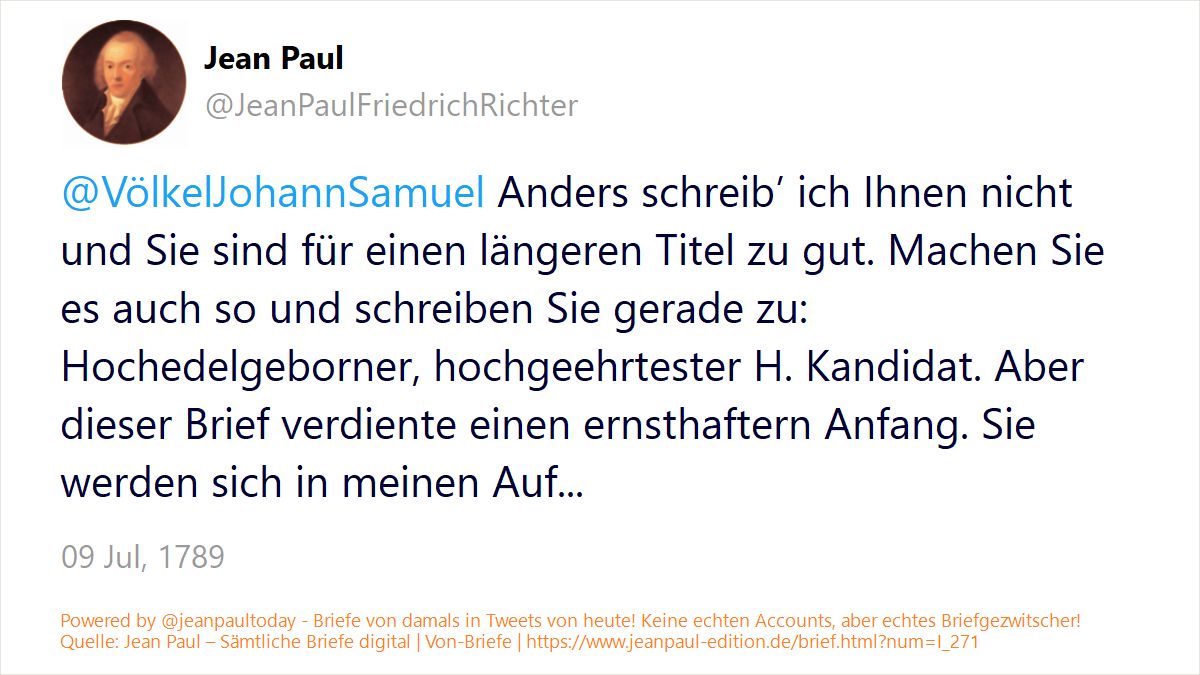 Jean Paul
@JeanPaulFriedrichRichter
@VölkelJohannSamuel Anders schreib’ ich Ihnen nicht
und Sie sind für einen längeren Titel zu gut. Machen Sie
es auch so und schreiben Sie gerade zu:
Hochedelgeborner, hochgeehrtester H. Kandidat. Aber
dieser Brief verdiente einen ernsthaftern Anfang. Sie
werden sich in meinen Auf...
09 Jul, 1789
Powered by @jeanpaultoday - Briefe von damals in Tweets von heute! Keine echten Accounts, aber echtes Briefgezwitscher!
Quelle: Jean Paul – Sämtliche Briefe digital | Von-Briefe | https://www.jeanpaul-edition.de/brief.html?num=I_271